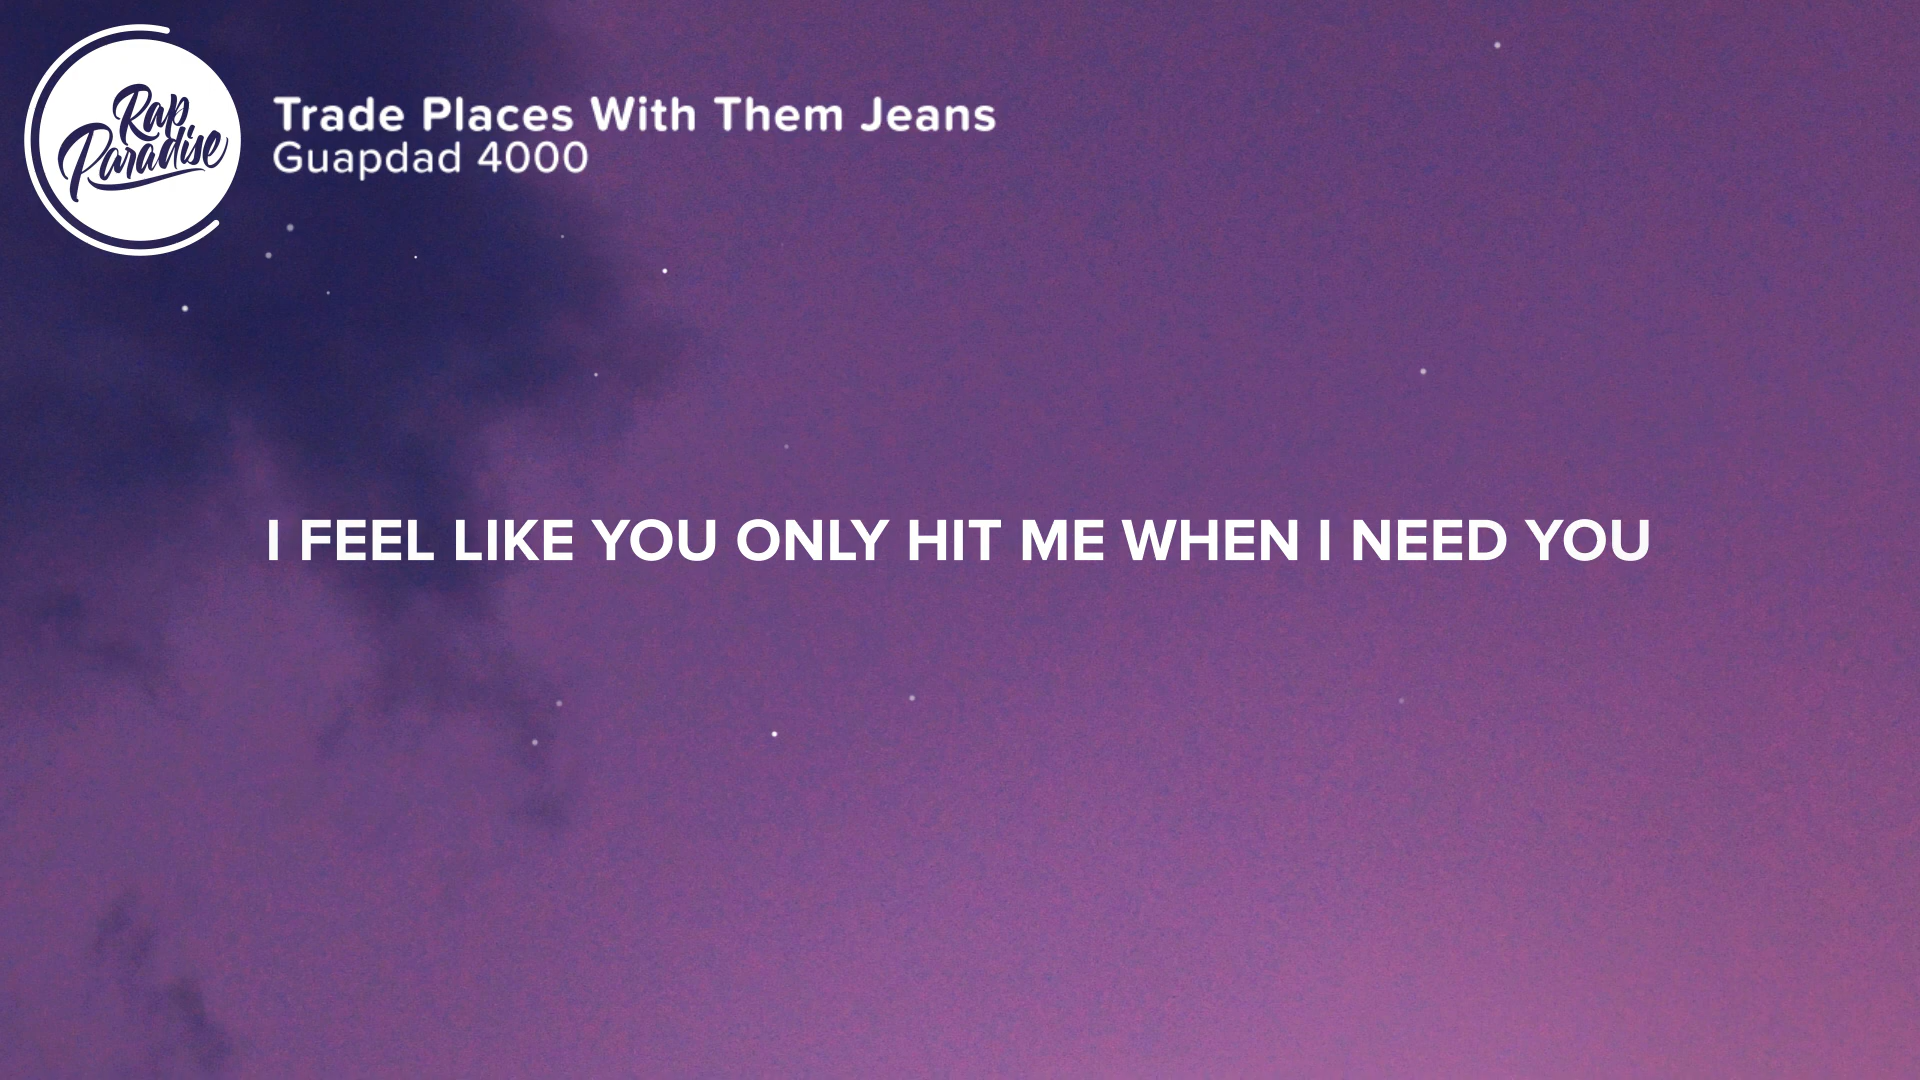 Rap
Paradise
Trade Places With Them Jeans
Guapdad 4000
I FEEL LIKE YOU ONLY HIT ME WHEN I NEED YOU